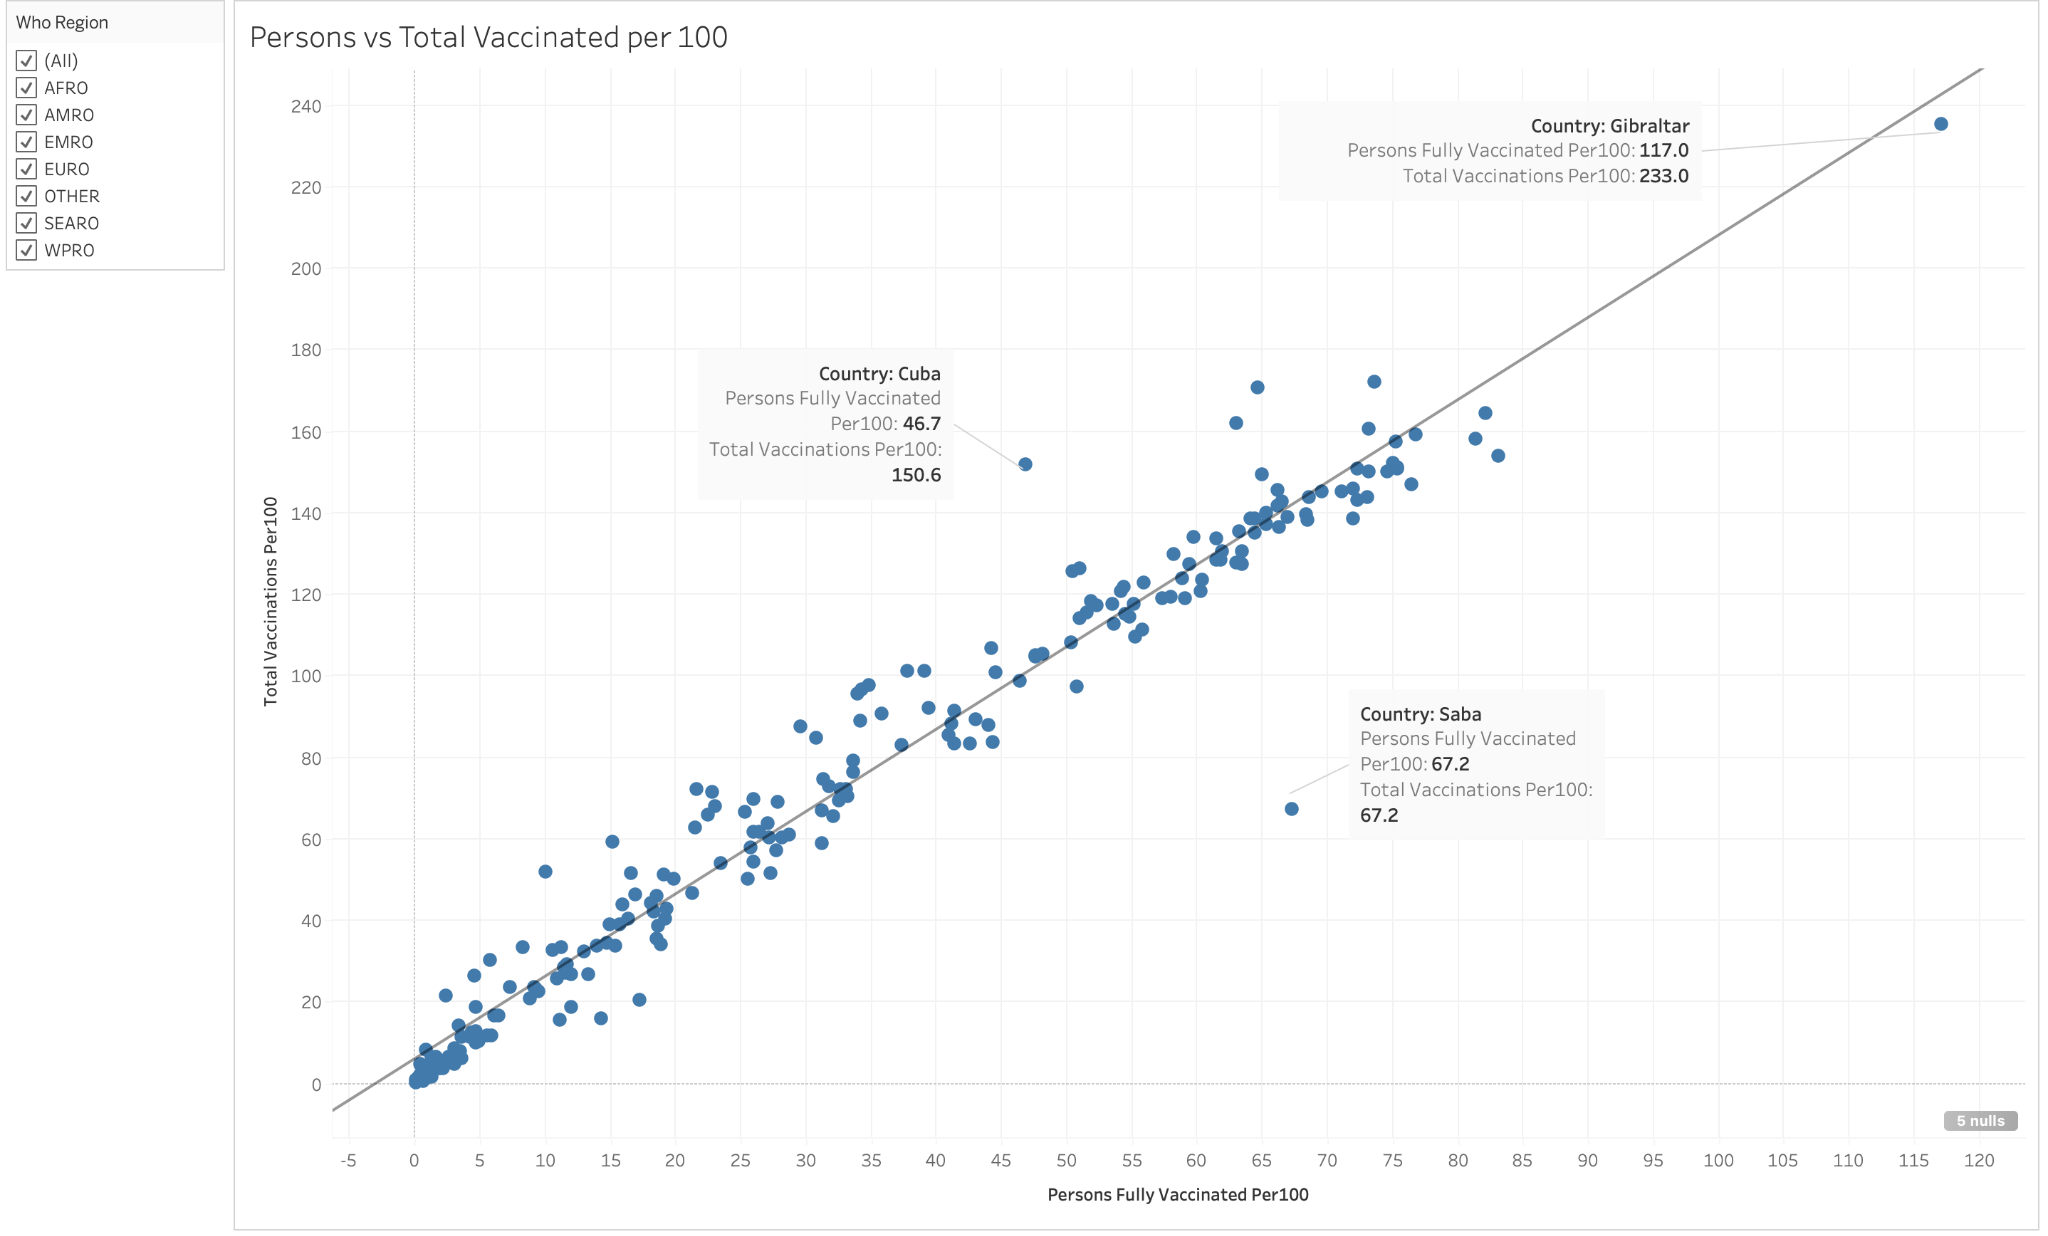 Who Region
(All)
AFRO
AMRO
EMRO
EURO
OTHER
SEARO
WPRO
Persons vs Total Vaccinated per 100
Total Vaccinations Per100
240
220
200
180
160
140
120
100
80
60
40
20
0
Country: Gibraltar
Persons Fully Vaccinated Per100: 117.0
Total Vaccinations Per100: 233.0
Country: Cuba
Persons Fully Vaccinated
Per100: 46.7
Total Vaccinations Per100:
150.6
Country: Saba
Persons Fully Vaccinated
Per100: 67.2
Total Vaccinations Per100:
67.2
5 nulls
-5 0 5 10 15 20 25 30 35 40 45 50 55 60 65 70 75 80 85 90 95 100 105 110 115 120
Persons Fully Vaccinated Per100